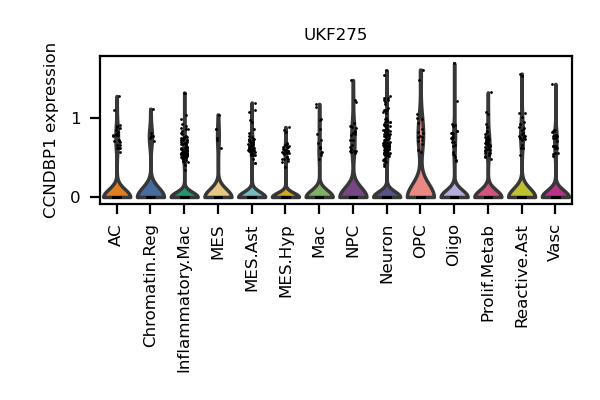 UKF275
CCNDBP1 expression
1
0
AC
Chromatin.Reg
Inflammatory.Mac
MES
MES.Ast
MES.Hyp
Mac
NPC
Neuron
OPC
Oligo
Prolif.Metab
Reactive.Ast
Vasc